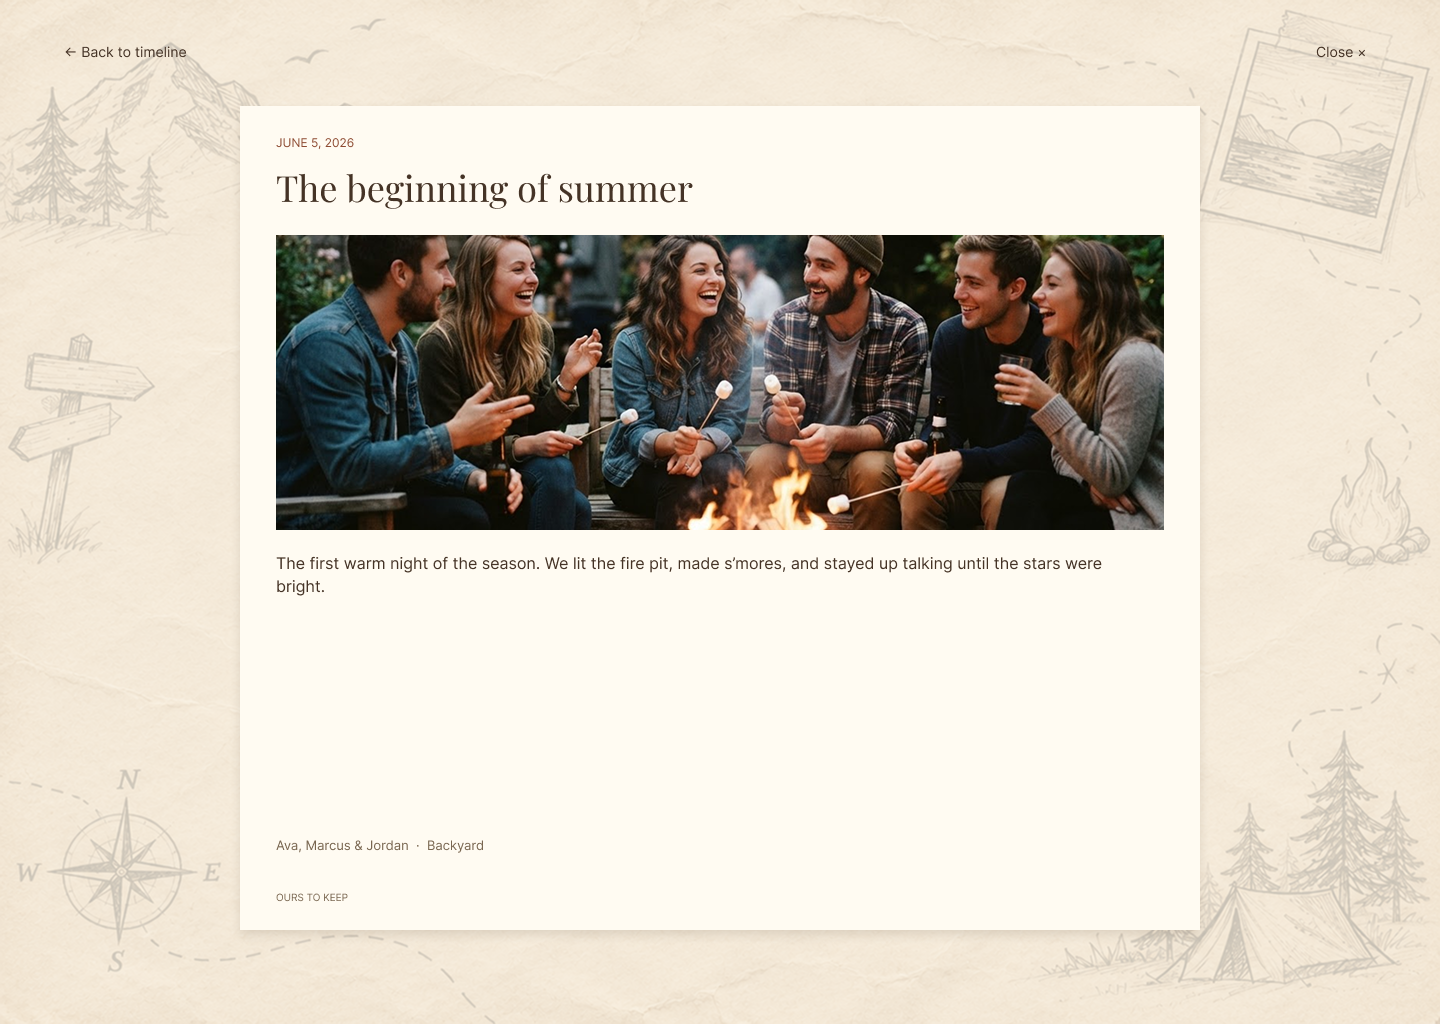 ← Back to timeline
Close ×
JUNE 5, 2026
The beginning of summer
The first warm night of the season. We lit the fire pit, made s’mores, and stayed up talking until the stars were
bright.
Ava, Marcus & Jordan · Backyard
OURS TO KEEP
N
W
E
S